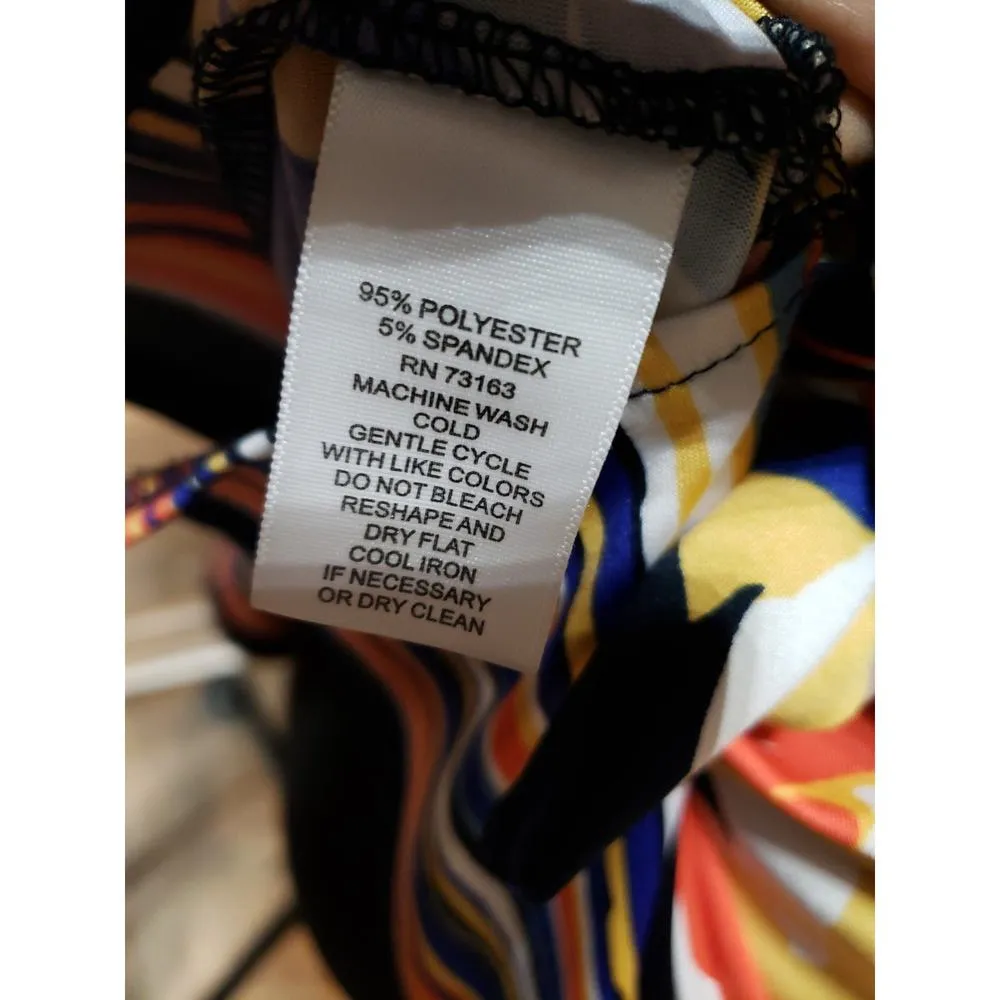 95% POLYESTER
5% SPANDEX
RN 73163
MACHINE WASH
COLD
GENTLE CYCLE
WITH LIKE COLORS
DO NOT BLEACH
RESHAPE AND
DRY FLAT
COOL IRON
IF NECESSARY
OR DRY CLEAN